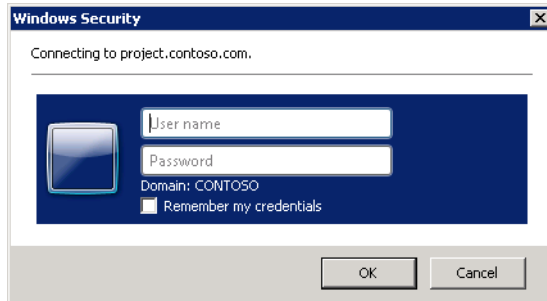 Windows Security
Connecting to project.contoso.com.
User name
Password
Domain: CONTOSO
Remember my credentials
OK Cancel